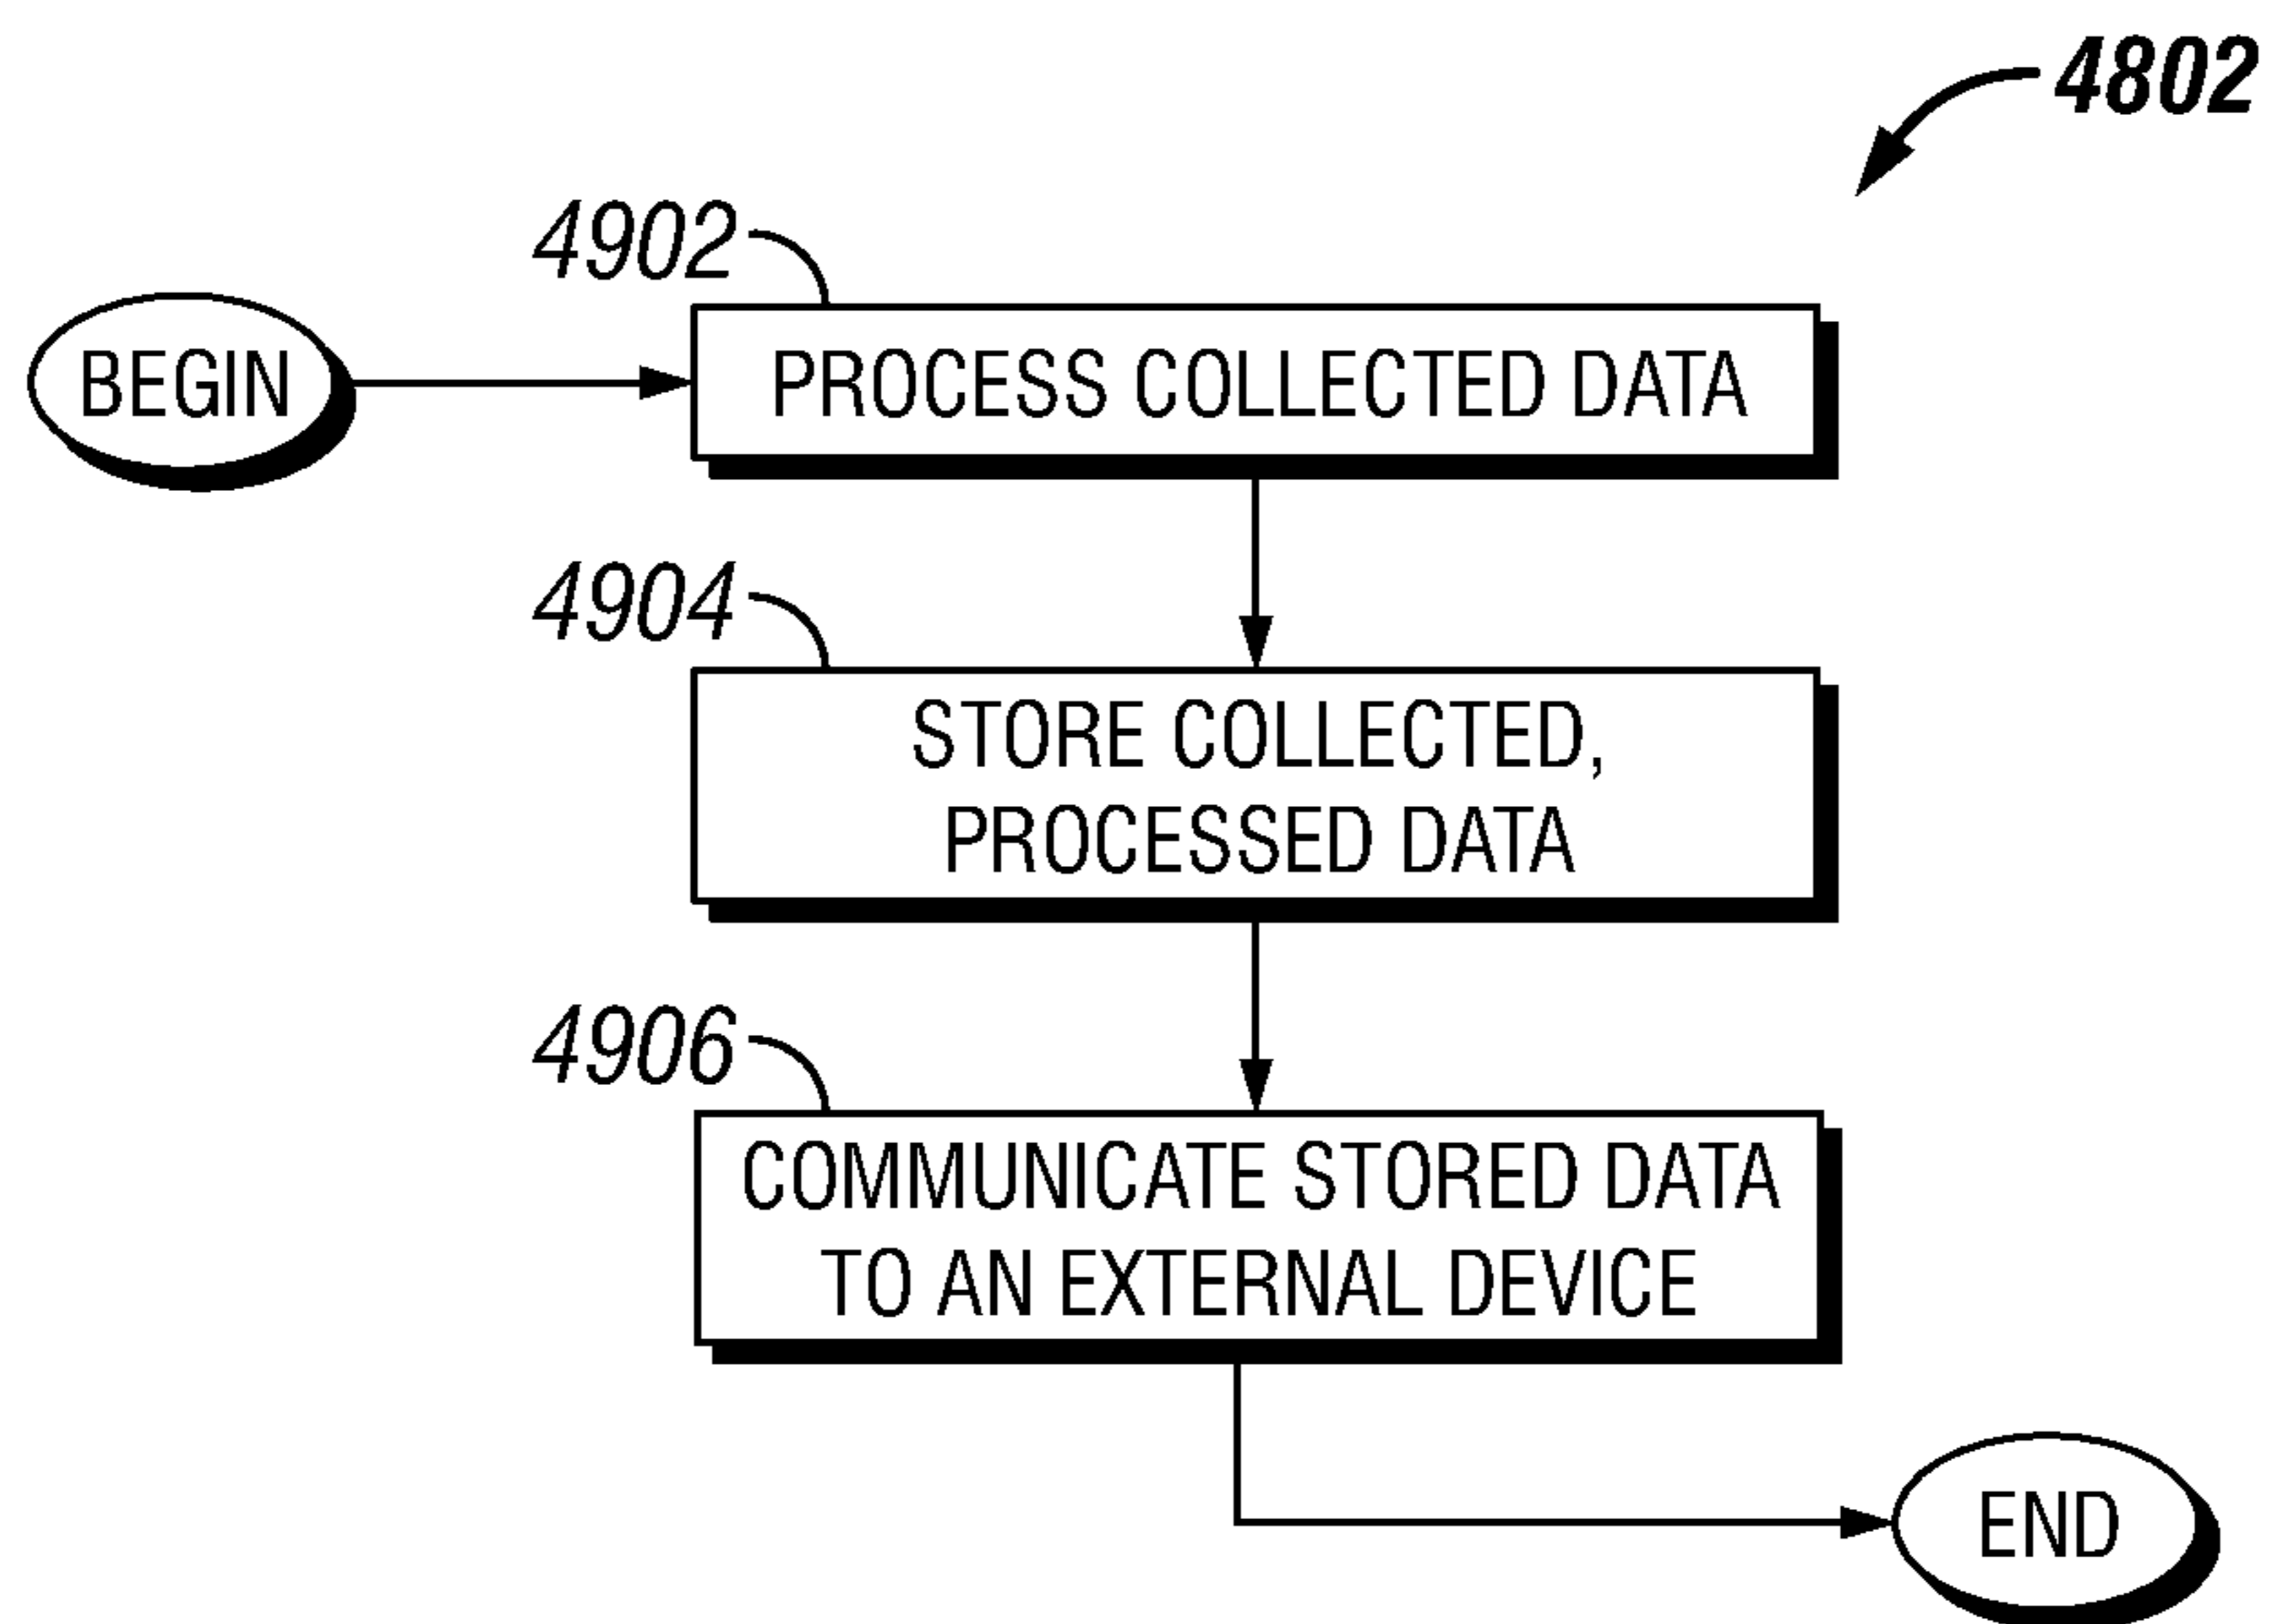 4802
4902
BEGIN
PROCESS COLLECTED DATA
4904
STORE COLLECTED,
PROCESSED DATA
4906
COMMUNICATE STORED DATA
TO AN EXTERNAL DEVICE
END